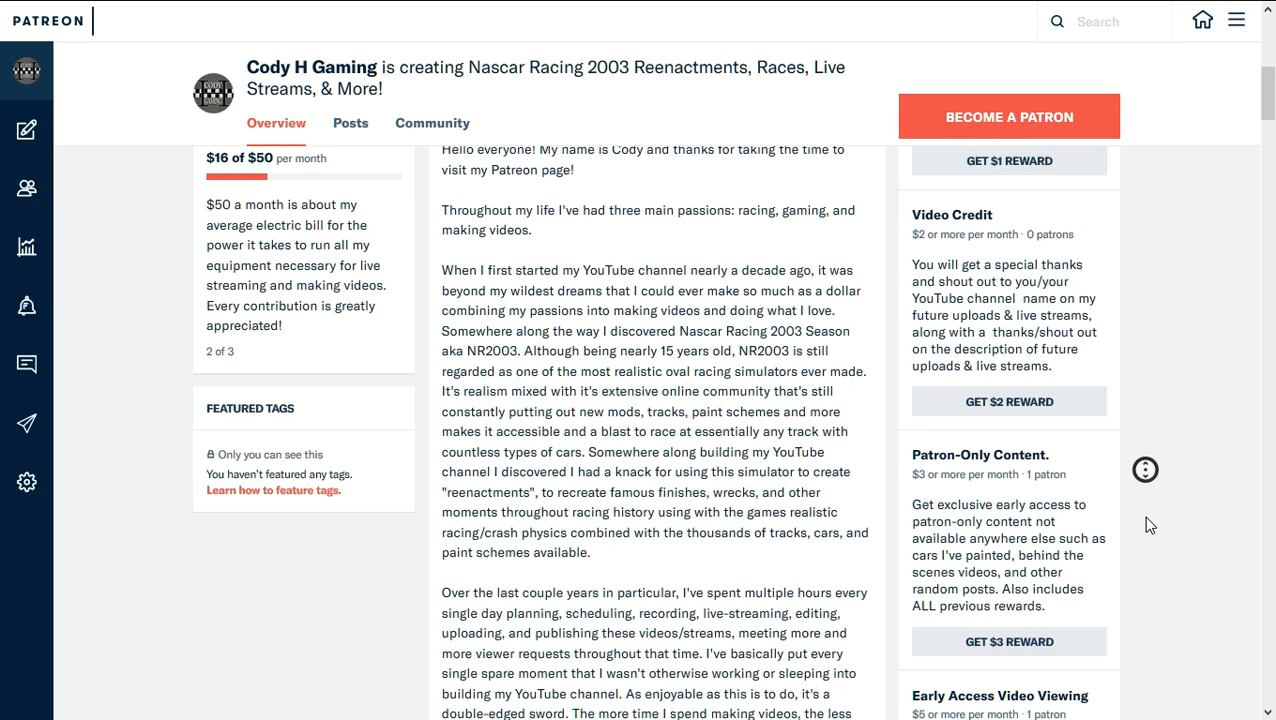 PATREON
Search
Cody H Gaming is creating Nascar Racing 2003 Reenactments, Races, Live
Streams, & More!
Overview
Posts
Community
BECOME A PATRON
$16 of $50 per month
$50 a month is about my
average electric bill for the
power it takes to run all my
equipment necessary for live
streaming and making videos.
Every contribution is greatly
appreciated!
2 of 3
FEATURED TAGS
Only you can see this
You haven't featured any tags.
Learn how to feature tags.
Hello everyone! My name is Cody and thanks for taking the time to
visit my Patreon page!
Throughout my life I've had three main passions: racing, gaming, and
making videos.
When I first started my YouTube channel nearly a decade ago, it was
beyond my wildest dreams that I could ever make so much as a dollar
combining my passions into making videos and doing what I love.
Somewhere along the way I discovered Nascar Racing 2003 Season
aka NR2003. Although being nearly 15 years old, NR2003 is still
regarded as one of the most realistic oval racing simulators ever made.
It's realism mixed with it's extensive online community that's still
constantly putting out new mods, tracks, paint schemes and more
makes it accessible and a blast to race at essentially any track with
countless types of cars. Somewhere along building my YouTube
channel I discovered I had a knack for using this simulator to create
"reenactments", to recreate famous finishes, wrecks, and other
moments throughout racing history using with the games realistic
racing/crash physics combined with the thousands of tracks, cars, and
paint schemes available.
Over the last couple years in particular, I've spent multiple hours every
single day planning, scheduling, recording, live-streaming, editing,
uploading, and publishing these videos/streams, meeting more and
more viewer requests throughout that time. I've basically put every
single spare moment that I wasn't otherwise working or sleeping into
building my YouTube channel. As enjoyable as this is to do, it's a
double-edged sword. The more time I spend making videos, the less
GET $1 REWARD
Video Credit
$2 or more per month · 0 patrons
You will get a special thanks
and shout out to you/your
YouTube channel name on my
future uploads & live streams,
along with a thanks/shout out
on the description of future
uploads & live streams.
GET $2 REWARD
Patron-Only Content.
$3 or more per month · 1 patron
Get exclusive early access to
patron-only content not
available anywhere else such as
cars I've painted, behind the
scenes videos, and other
random posts. Also includes
ALL previous rewards.
GET $3 REWARD
Early Access Video Viewing
$5 or more per month · 1 patron